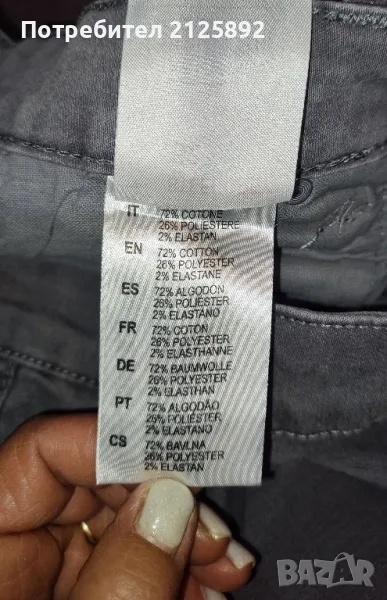 Потребител 2125892
IT 72% COTONE
26% POLIESTERE
2% ELASTAN
EN 72% COTTON
26% POLYESTER
2% ELASTANE
ES 72% ALGODON
26% POLIÉSTER
2% ELASTANO
FR 72% COTON
26% POLYESTER
2% ELASTHANNE
DE 72% BAUMWOLLE
26% POLYESTER
2% ELASTHAN
PT 72% ALGODÃO
26% POLIÉSTER
2% ELASTANO
CS 72% BAVLNA
26% POLYESTER
2% ELASTAN
BAZAR